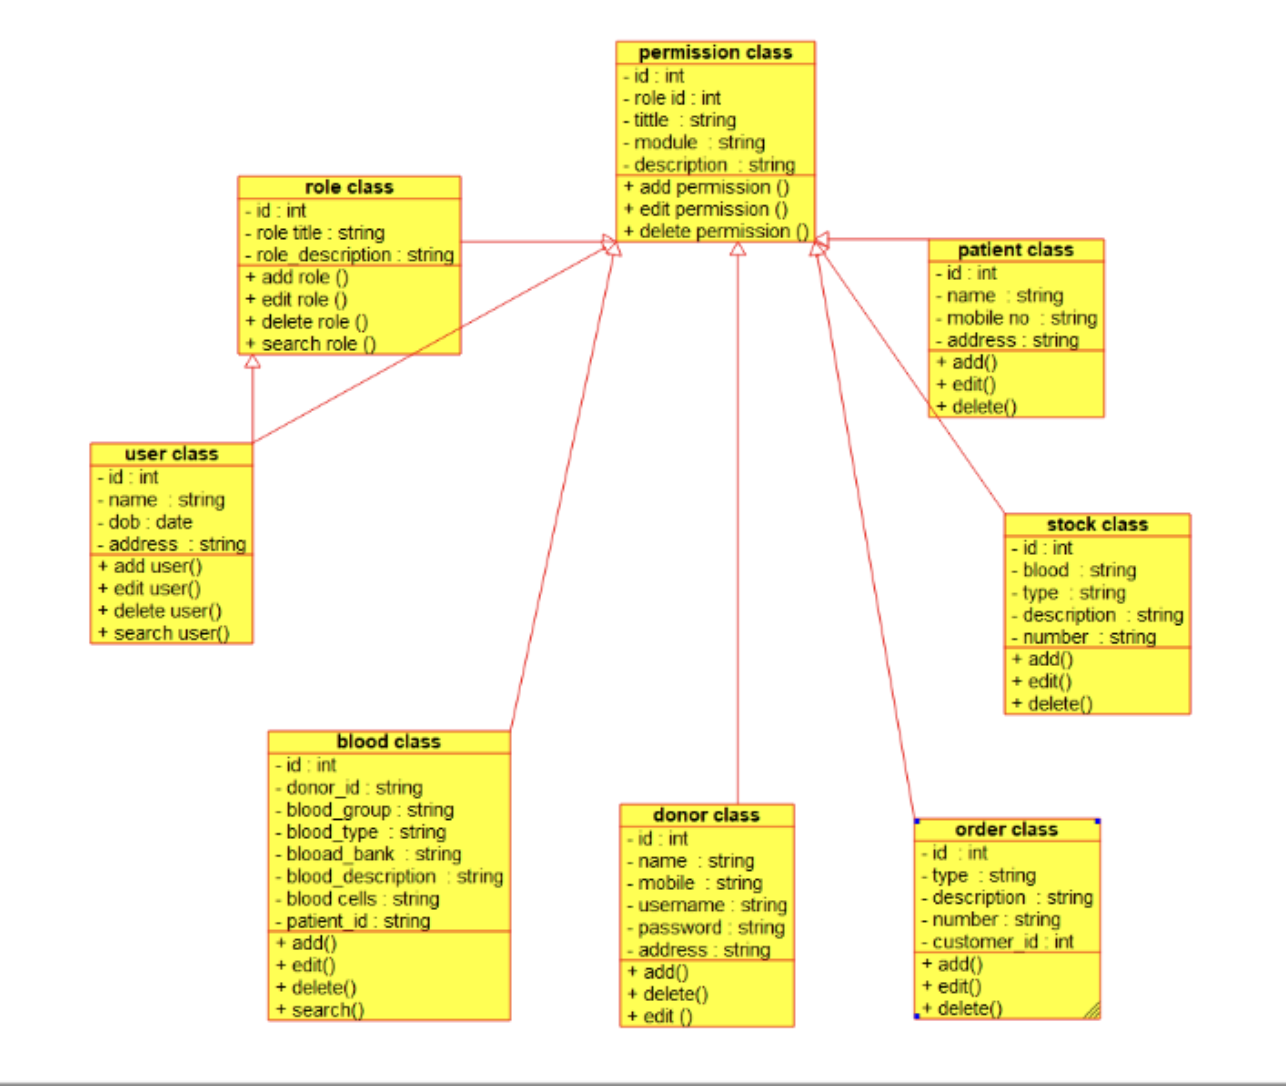 permission class
- id : int
- role id : int
- tittle : string
- module : string
- description : string
+ add permission ()
+ edit permission ()
+ delete permission ()
role class
- id : int
- role title : string
- role_description : string
+ add role ()
+ edit role ()
+ delete role ()
+ search role ()
patient class
- id : int
- name : string
- mobile no : string
- address : string
+ add()
+ edit()
+ delete()
user class
- id : int
- name : string
- dob : date
- address : string
+ add user()
+ edit user()
+ delete user()
+ search user()
stock class
- id : int
- blood : string
- type : string
- description : string
- number : string
+ add()
+ edit()
+ delete()
blood class
- id : int
- donor_id : string
- blood_group : string
- blood_type : string
- blooad_bank : string
- blood_description : string
- blood cells : string
- patient_id : string
+ add()
+ edit()
+ delete()
+ search()
donor class
- id : int
- name : string
- mobile : string
- username : string
- password : string
- address : string
+ add()
+ delete()
+ edit ()
order class
- id : int
- type : string
- description : string
- number : string
- customer_id : int
+ add()
+ edit()
+ delete()